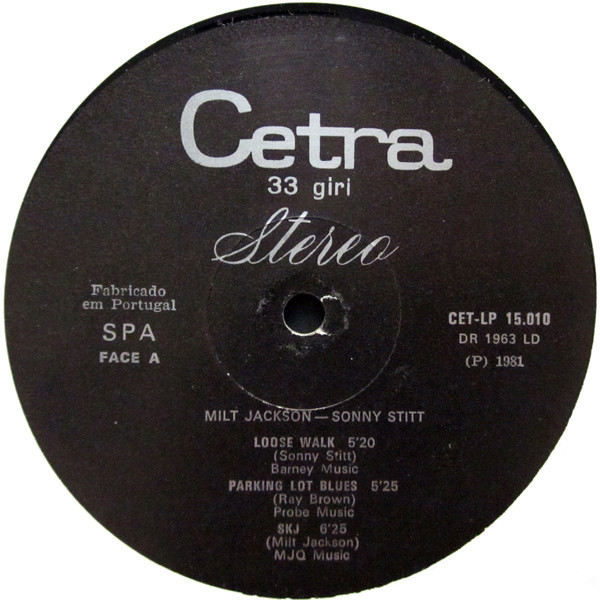 Cetra
33 giri
Stereo
Fabricado
em Portugal
SPA
FACE A
CET-LP 15.010
DR 1963 LD
(P) 1981
MILT JACKSON — SONNY STITT
LOOSE WALK 5'20
(Sonny Stitt)
Barney Music
PARKING LOT BLUES 5'25
(Ray Brown)
Probe Music
SKJ 6'25
(Milt Jackson)
MJQ Music